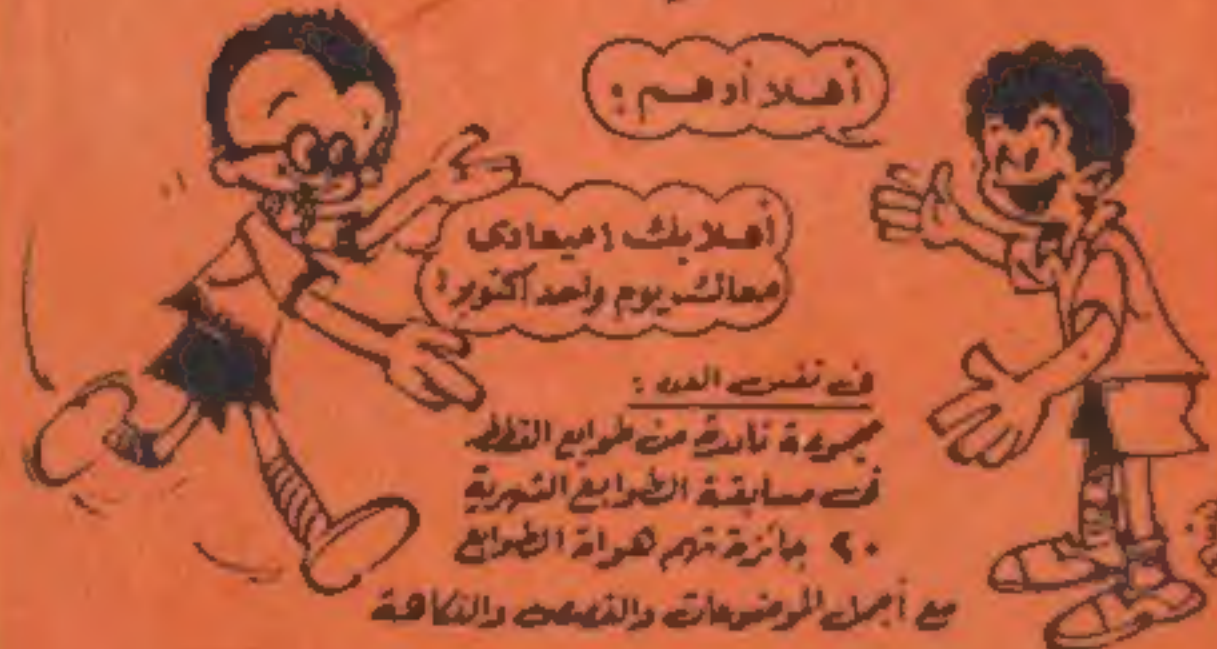 أهلا أدهم !
أهلا بك ! ميعادى
معاك يوم واحد أكتوبر !
فى نفس العدد :
مجموعة نادرة من طوابع القطط
فى مسابقة الطوابع الشهرية
٢٠ جائزة تهم هواة الطوابع
مع أجمل الموضوعات والقصص والفكاهة